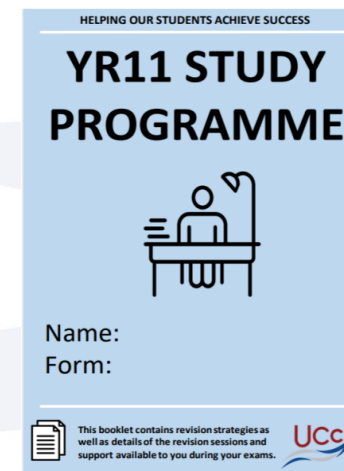 HELPING OUR STUDENTS ACHIEVE SUCCESS
YR11 STUDY
PROGRAMME
Name:
Form:
This booklet contains revision strategies as
well as details of the revision sessions and
support available to you during your exams.
UCC